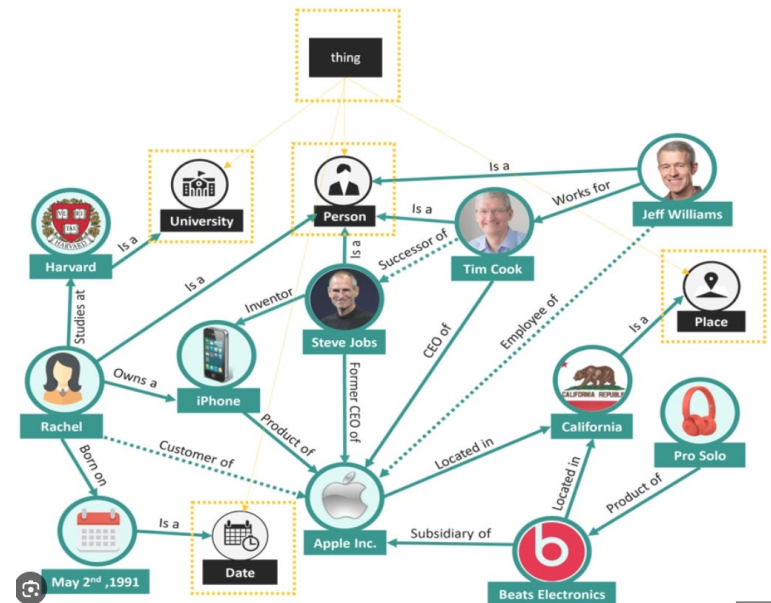 thing
University
Person
Is a
Works for
Jeff Williams
HARVARD
Harvard
Is a
Is a
Is a
Successor of
Tim Cook
Is a
Studies at
Inventor
Steve Jobs
CEO of
Employee of
Is a
Place
Owns a
iPhone
Former CEO of
CALIFORNIA REPUBLIC
California
Pro Solo
Rachel
Product of
Customer of
Located in
Born on
Located in
Product of
Is a
Apple Inc.
Subsidiary of
May 2nd ,1991
Date
Beats Electronics